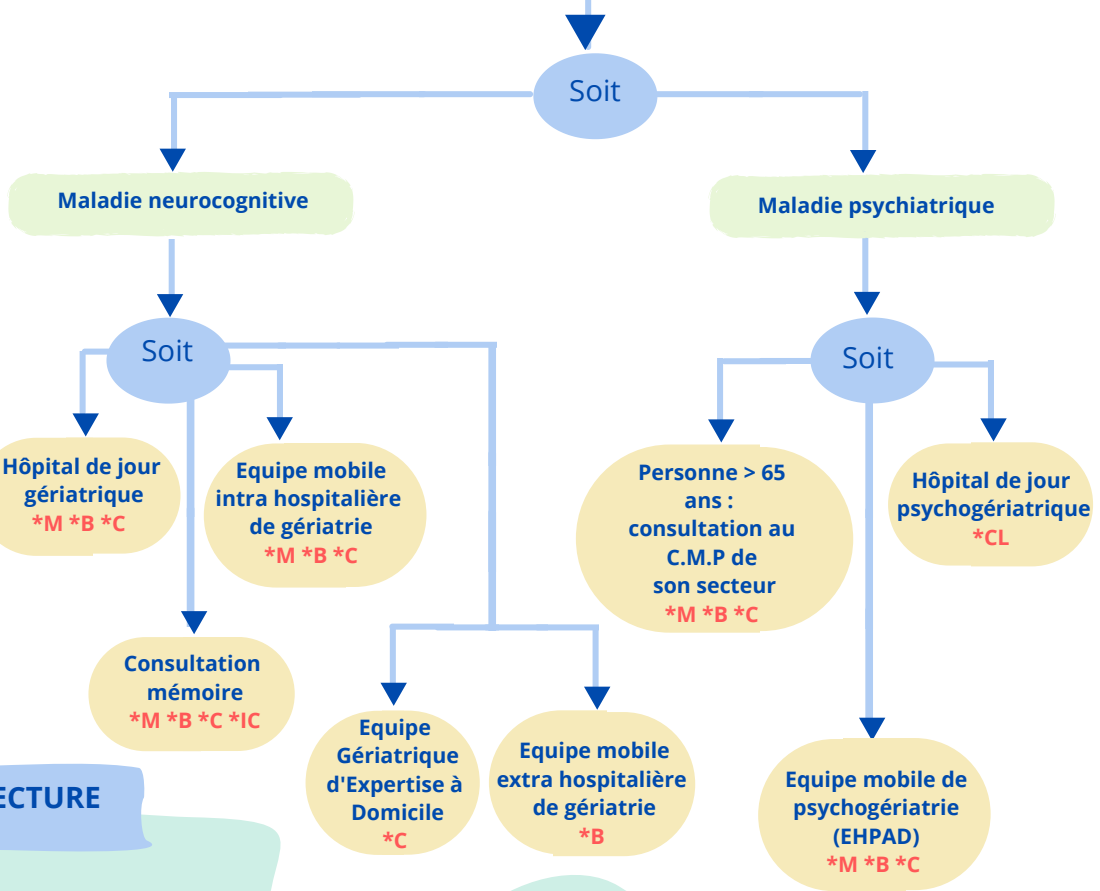 Soit
Maladie neurocognitive
Maladie psychiatrique
Soit
Soit
Hôpital de jour
gériatrique
*M *B *C
Equipe mobile
intra hospitalière
de gériatrie
*M *B *C
Personne > 65
ans :
consultation au
C.M.P de
son secteur
*M *B *C
Hôpital de jour
psychogériatrique
*CL
Consultation
mémoire
*M *B *C *IC
Equipe
Gériatrique
d'Expertise à
Domicile
*C
Equipe mobile
extra hospitalière
de gériatrie
*B
Equipe mobile de
psychogériatrie
(EHPAD)
*M *B *C
ECTURE